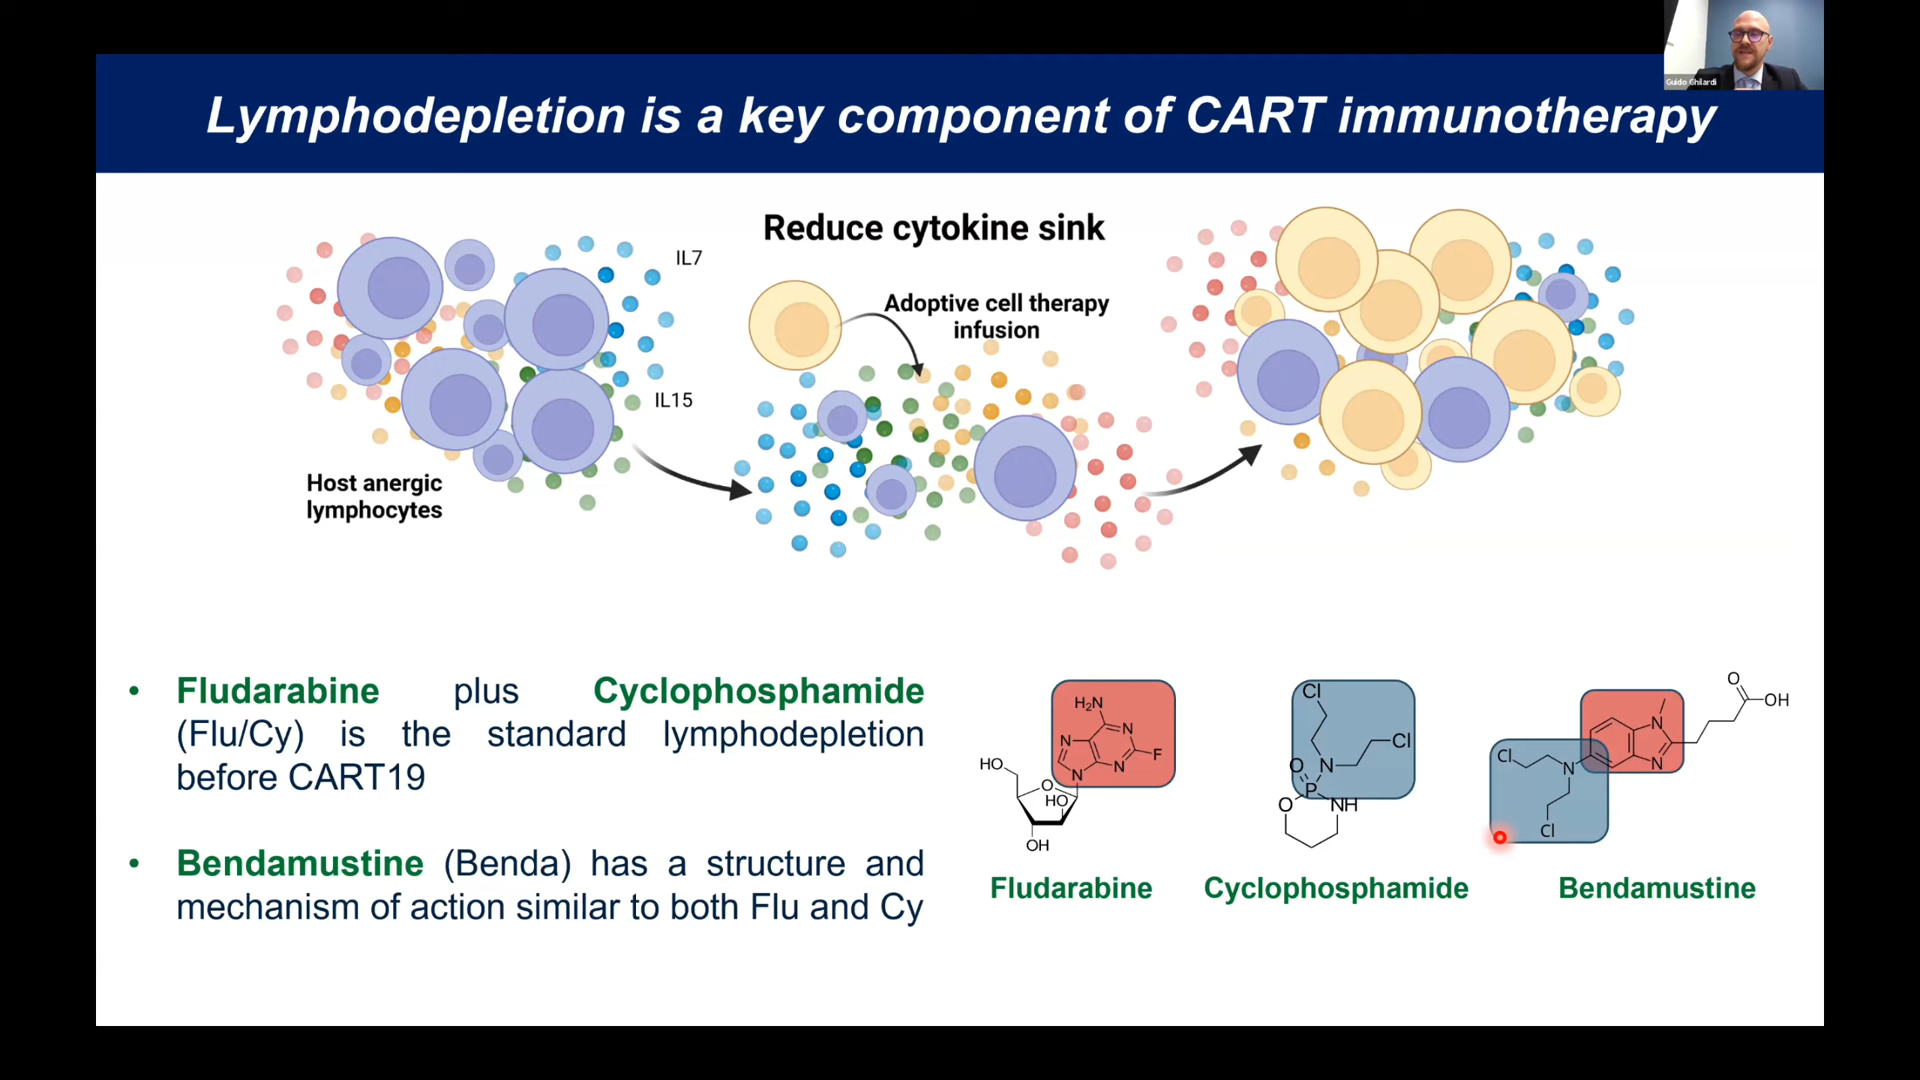 Guido Ghilardi
Lymphodepletion is a key component of CART immunotherapy
Reduce cytokine sink
IL7
Adoptive cell therapy
infusion
IL15
Host anergic
lymphocytes
• Fludarabine plus Cyclophosphamide
(Flu/Cy) is the standard lymphodepletion
before CART19
• Bendamustine (Benda) has a structure and
mechanism of action similar to both Flu and Cy
H₂N
N
N
F
N
N
HO
O
HO
OH
Fludarabine
Cl
Cl
O
N
P
O
NH
Cyclophosphamide
O
OH
N
N
Cl
N
Cl
Bendamustine